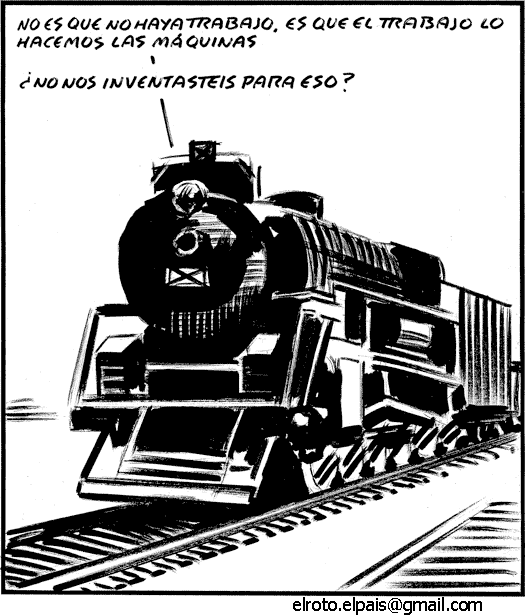 NO ES QUE NO HAYA TRABAJO, ES QUE EL TRABAJO LO
HACEMOS LAS MÁQUINAS
¿NO NOS INVENTASTEIS PARA ESO?
elroto.elpais@gmail.com